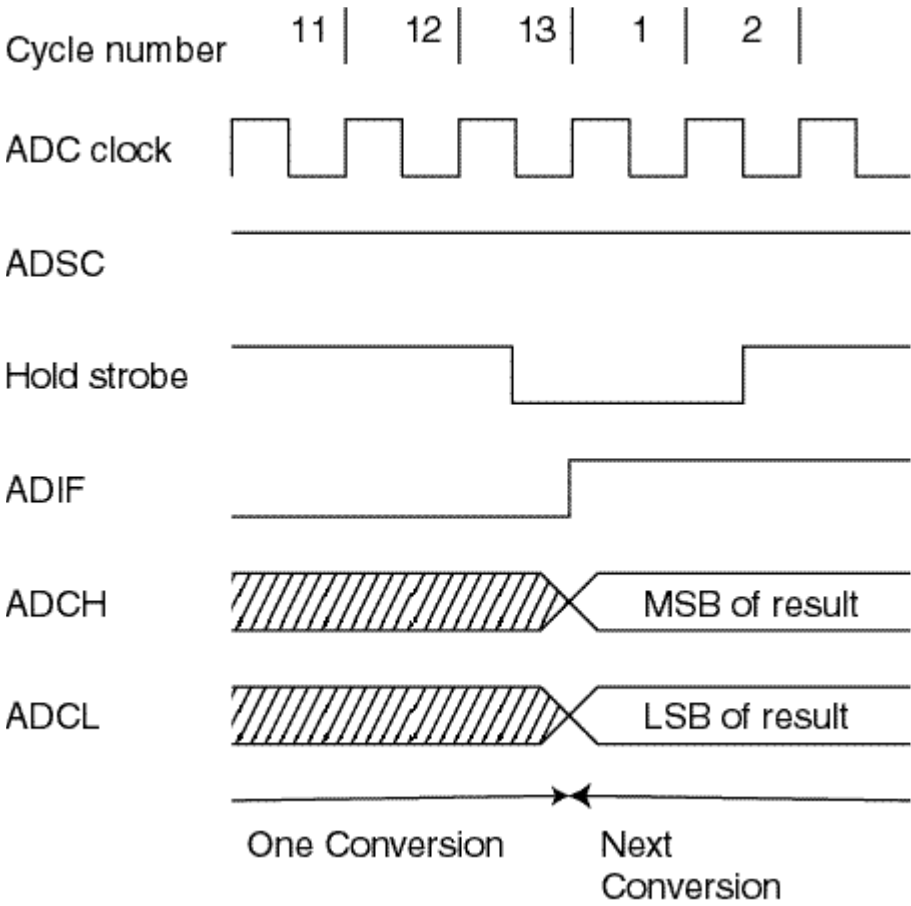 Cycle number 11 12 13 1 2
ADC clock
ADSC
Hold strobe
ADIF
ADCH MSB of result
ADCL LSB of result
One Conversion Next
Conversion